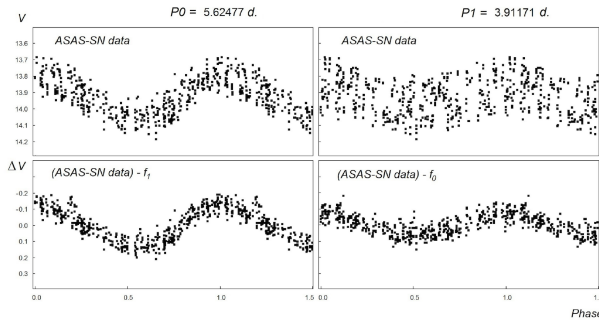 P0 = 5.62477 d.
P1 = 3.91171 d.
V
ASAS-SN data
ASAS-SN data
13.6
13.7
13.8
13.9
14.0
14.1
14.2
Δ V
(ASAS-SN data) - f1
(ASAS-SN data) - f0
-0.2
-0.1
0.0
0.1
0.2
0.3
0.0
0.5
1.0
1.5
0.0
0.5
1.0
1.5
Phase